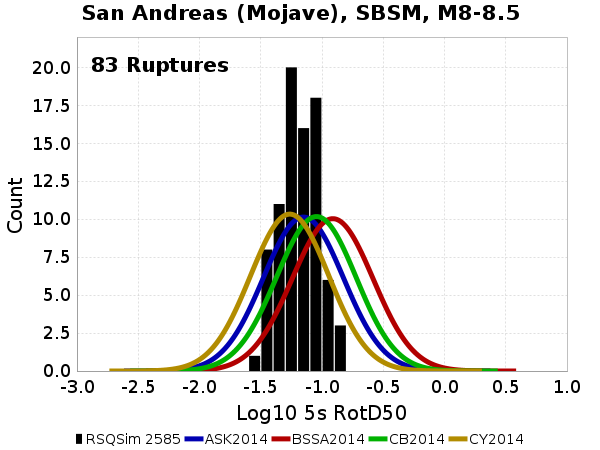 San Andreas (Mojave), SBSM, M8-8.5
83 Ruptures
Count
20.0
17.5
15.0
12.5
10.0
7.5
5.0
2.5
0.0
-3.0 -2.5 -2.0 -1.5 -1.0 -0.5 0.0 0.5 1.0
Log10 5s RotD50
RSQSim 2585 ASK2014 BSSA2014 CB2014 CY2014